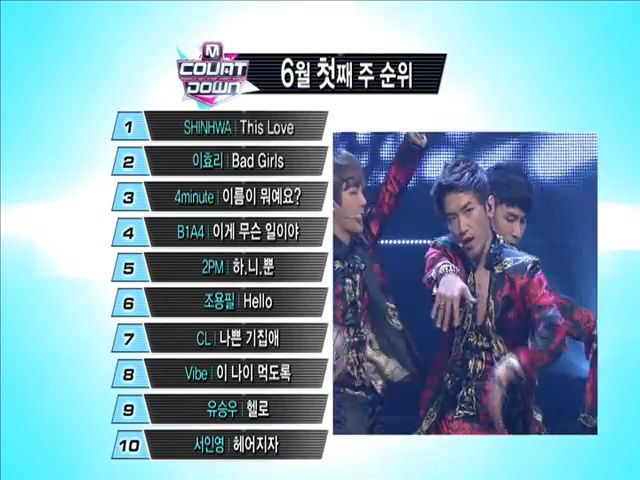 M
COUNT
DOWN
6월 첫째 주 순위
1 SHINHWA | This Love
2 이효리 | Bad Girls
3 4minute | 이름이 뭐예요?
4 B1A4 | 이게 무슨 일이야
5 2PM | 하.니.뿐
6 조용필 | Hello
7 CL | 나쁜 기집애
8 Vibe | 이 나이 먹도록
9 유승우 | 헬로
10 서인영 | 헤어지자